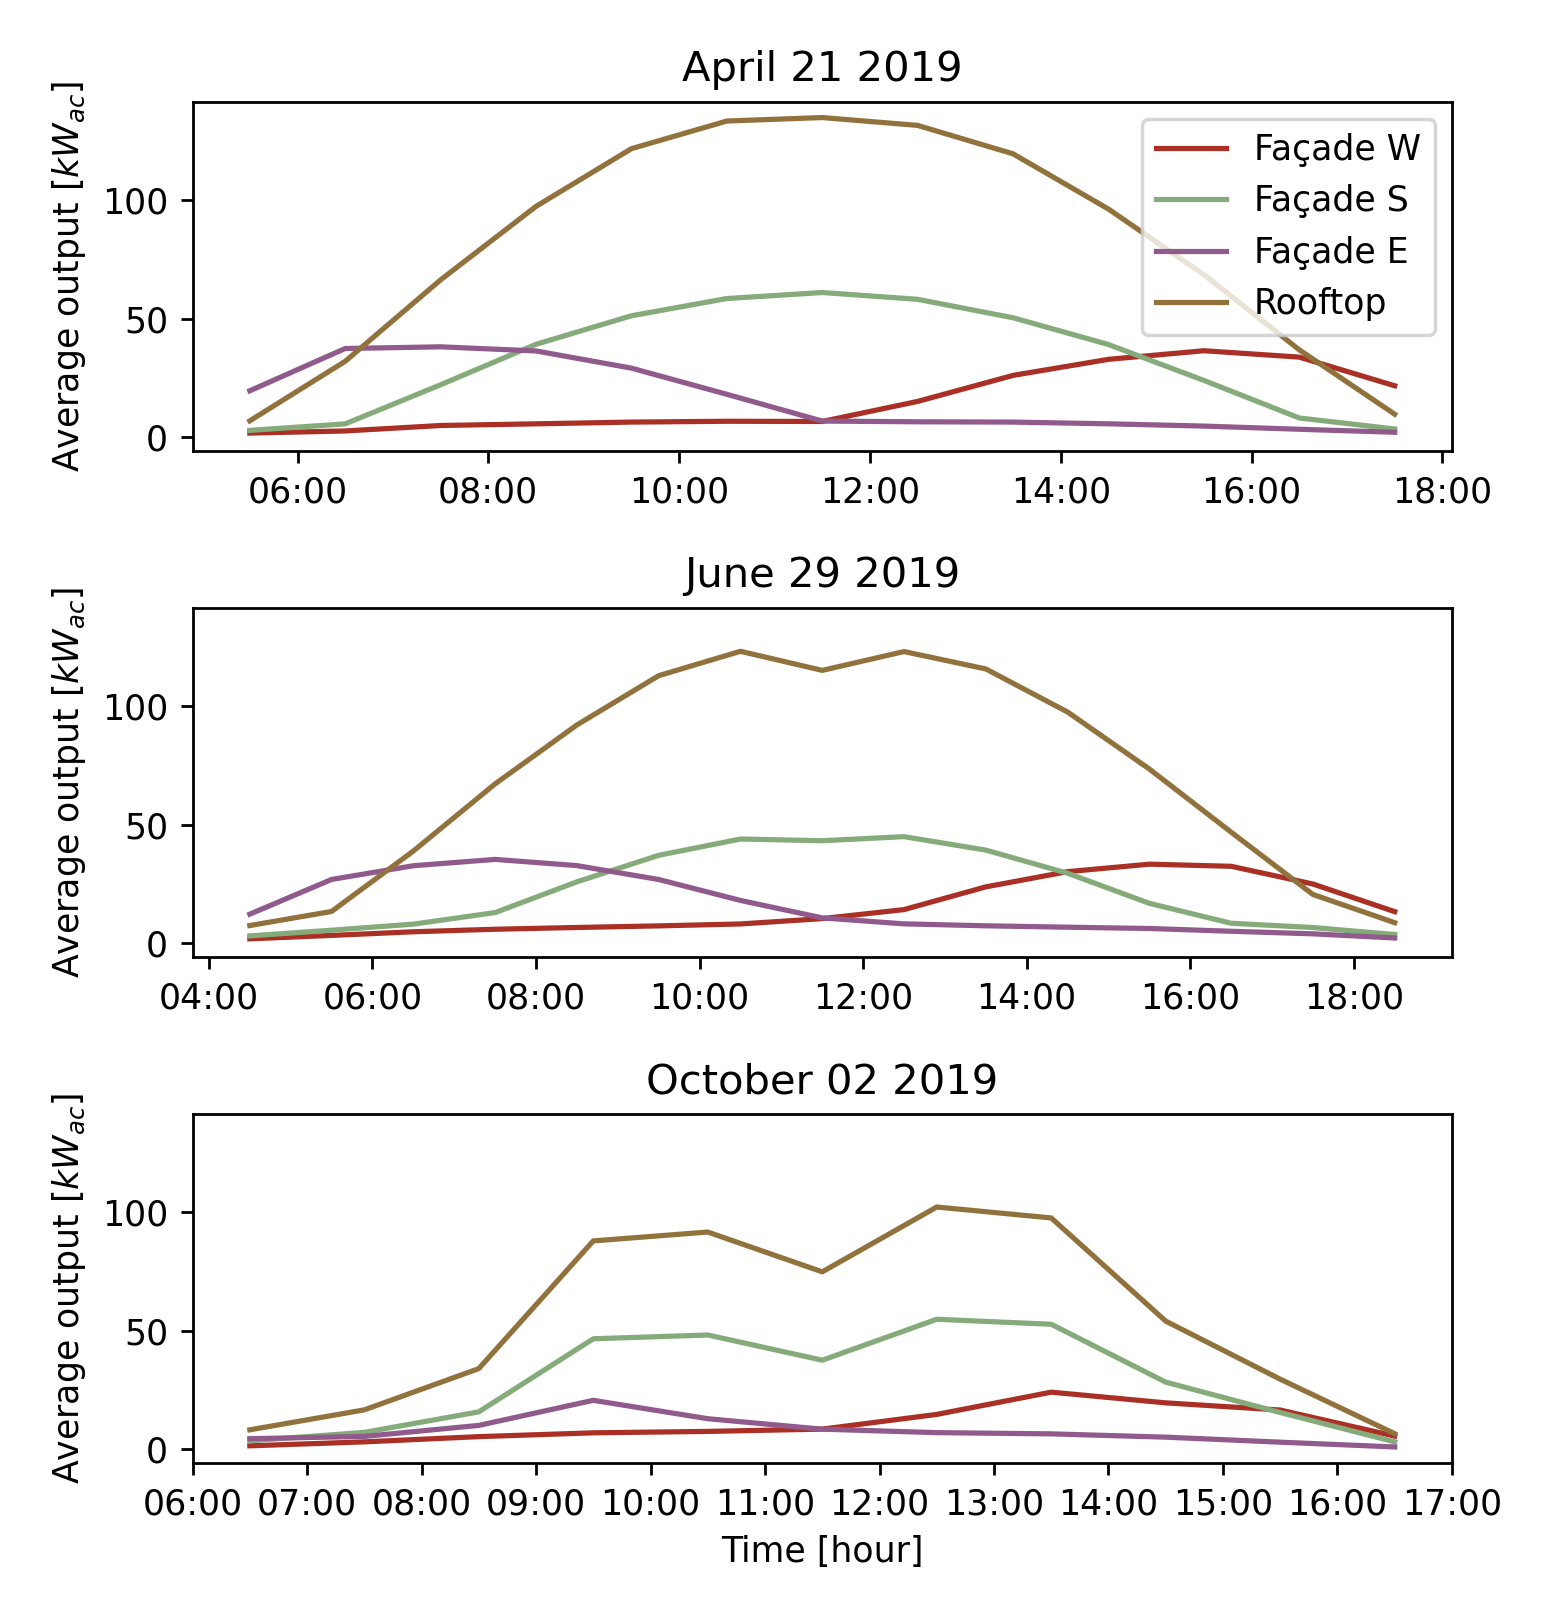 April 21 2019
Average output [kW_ac]
100
50
0
Façade W
Façade S
Façade E
Rooftop
06:00 08:00 10:00 12:00 14:00 16:00 18:00
June 29 2019
Average output [kW_ac]
100
50
0
04:00 06:00 08:00 10:00 12:00 14:00 16:00 18:00
October 02 2019
Average output [kW_ac]
100
50
0
06:00 07:00 08:00 09:00 10:00 11:00 12:00 13:00 14:00 15:00 16:00 17:00
Time [hour]